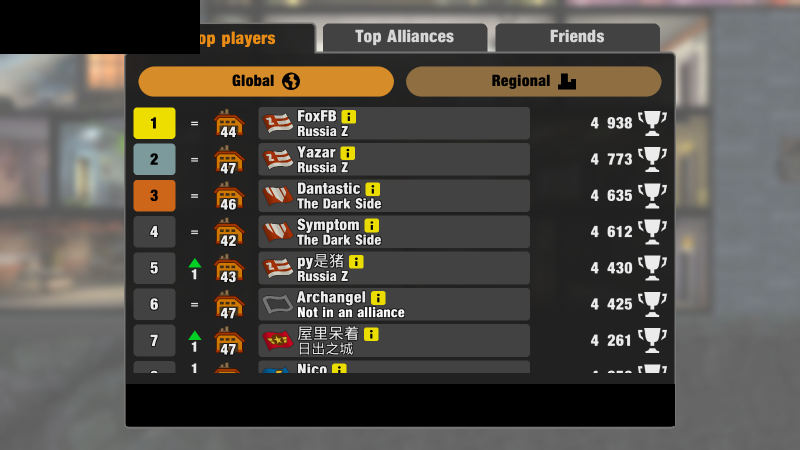 op players
Top Alliances
Friends
Global
Regional
1 = 44 FoxFB i 4 938
Russia Z
2 = 47 Yazar i 4 773
Russia Z
3 = 46 Dantastic i 4 635
The Dark Side
4 = 42 Symptom i 4 612
The Dark Side
5 1 43 py是猪 i 4 430
Russia Z
6 = 47 Archangel i 4 425
Not in an alliance
7 1 47 屋里呆着 i 4 261
日出之城
Nico i